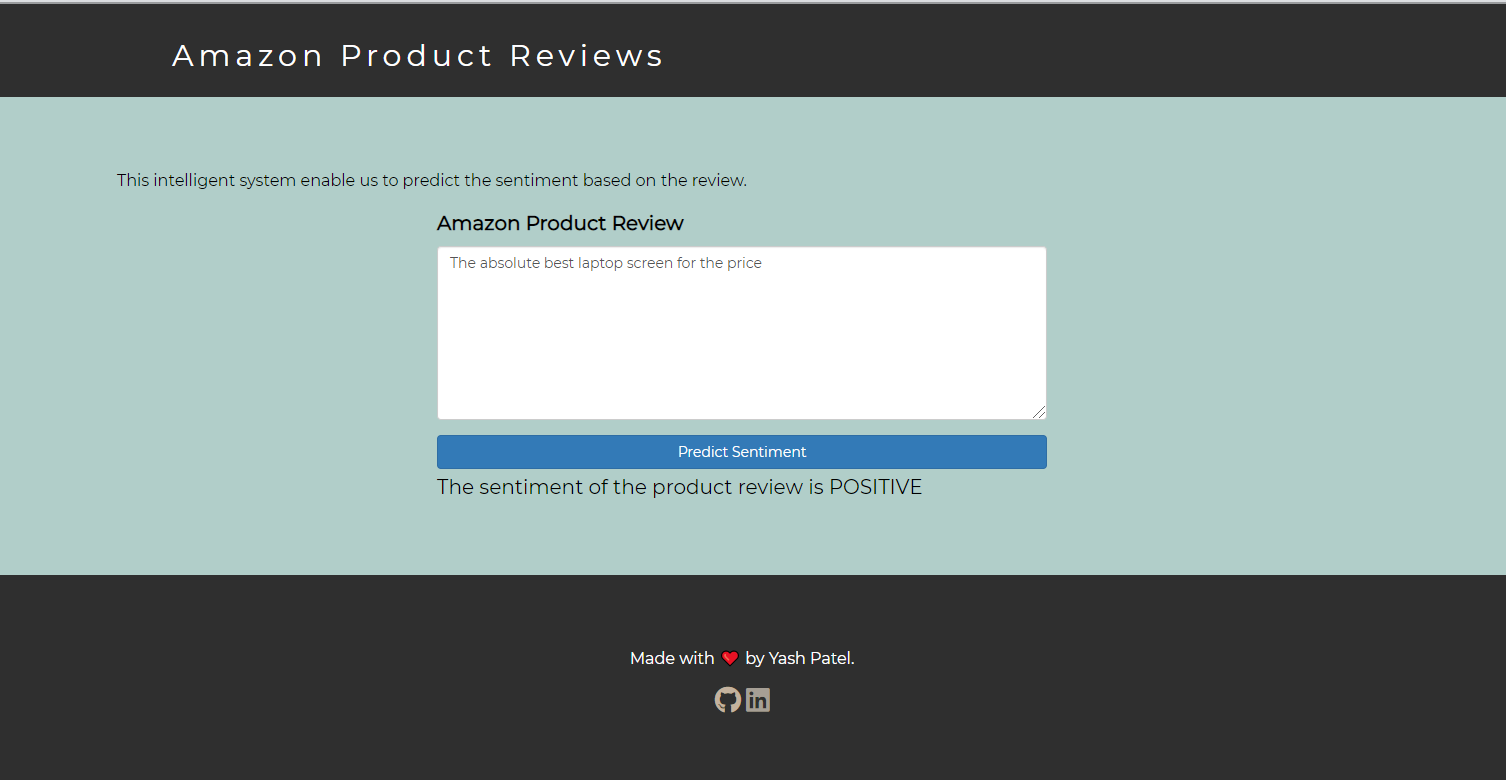 Amazon Product Reviews
This intelligent system enable us to predict the sentiment based on the review.
Amazon Product Review
The absolute best laptop screen for the price
Predict Sentiment
The sentiment of the product review is POSITIVE
Made with ❤ by Yash Patel.
in